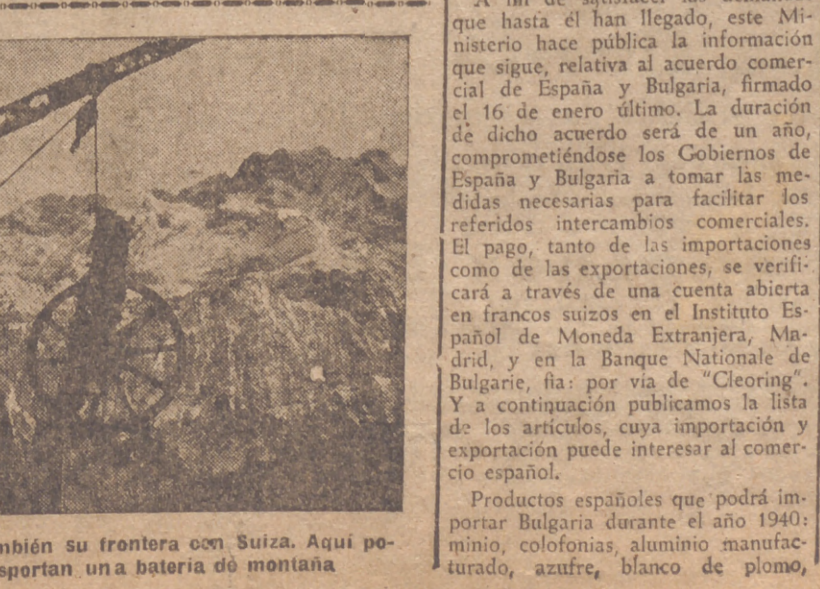 mbién su frontera con Suiza. Aquí po-
sportan una batería de montaña
A fin de satisfacer las
que hasta él han llegado, este Mi-
nisterio hace pública la información
que sigue, relativa al acuerdo comer-
cial de España y Bulgaria, firmado
el 16 de enero último. La duración
de dicho acuerdo será de un año,
comprometiéndose los Gobiernos de
España y Bulgaria a tomar las me-
didas necesarias para facilitar los
referidos intercambios comerciales.
El pago, tanto de las importaciones
como de las exportaciones, se verifi-
cará a través de una cuenta abierta
en francos suizos en el Instituto Es-
pañol de Moneda Extranjera, Ma-
drid, y en la Banque Nationale de
Bulgarie, fia: por vía de "Cleoring".
Y a continuación publicamos la lista
de los artículos, cuya importación y
exportación puede interesar al comer-
cio español.
Productos españoles que podrá im-
portar Bulgaria durante el año 1940:
minio, colofonias, aluminio manufac-
turado, azufre, blanco de plomo,